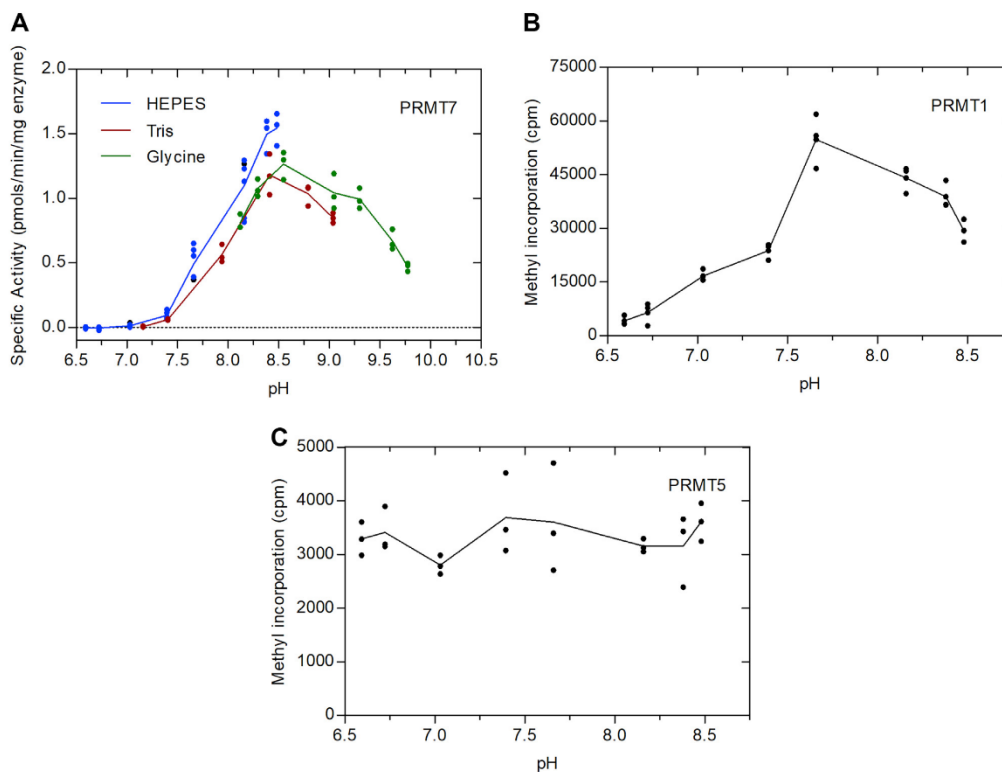 A
Specific Activity (pmols/min/mg enzyme)
2.0
1.5
1.0
0.5
0.0
HEPES
Tris
Glycine
PRMT7
6.5 7.0 7.5 8.0 8.5 9.0 9.5 10.0 10.5
pH
B
Methyl incorporation (cpm)
75000
60000
45000
30000
15000
0
PRMT1
6.5 7.0 7.5 8.0 8.5
pH
C
Methyl incorporation (cpm)
5000
4000
3000
2000
1000
0
PRMT5
6.5 7.0 7.5 8.0 8.5
pH